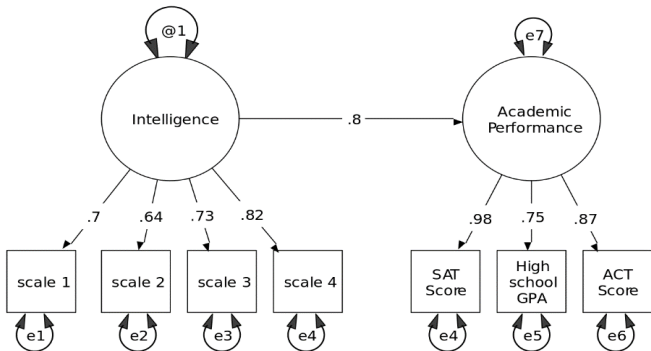 @1
e7
Intelligence
.8
Academic
Performance
.7
.64
.73
.82
.98
.75
.87
scale 1
scale 2
scale 3
scale 4
SAT
Score
High
school
GPA
ACT
Score
e1
e2
e3
e4
e4
e5
e6